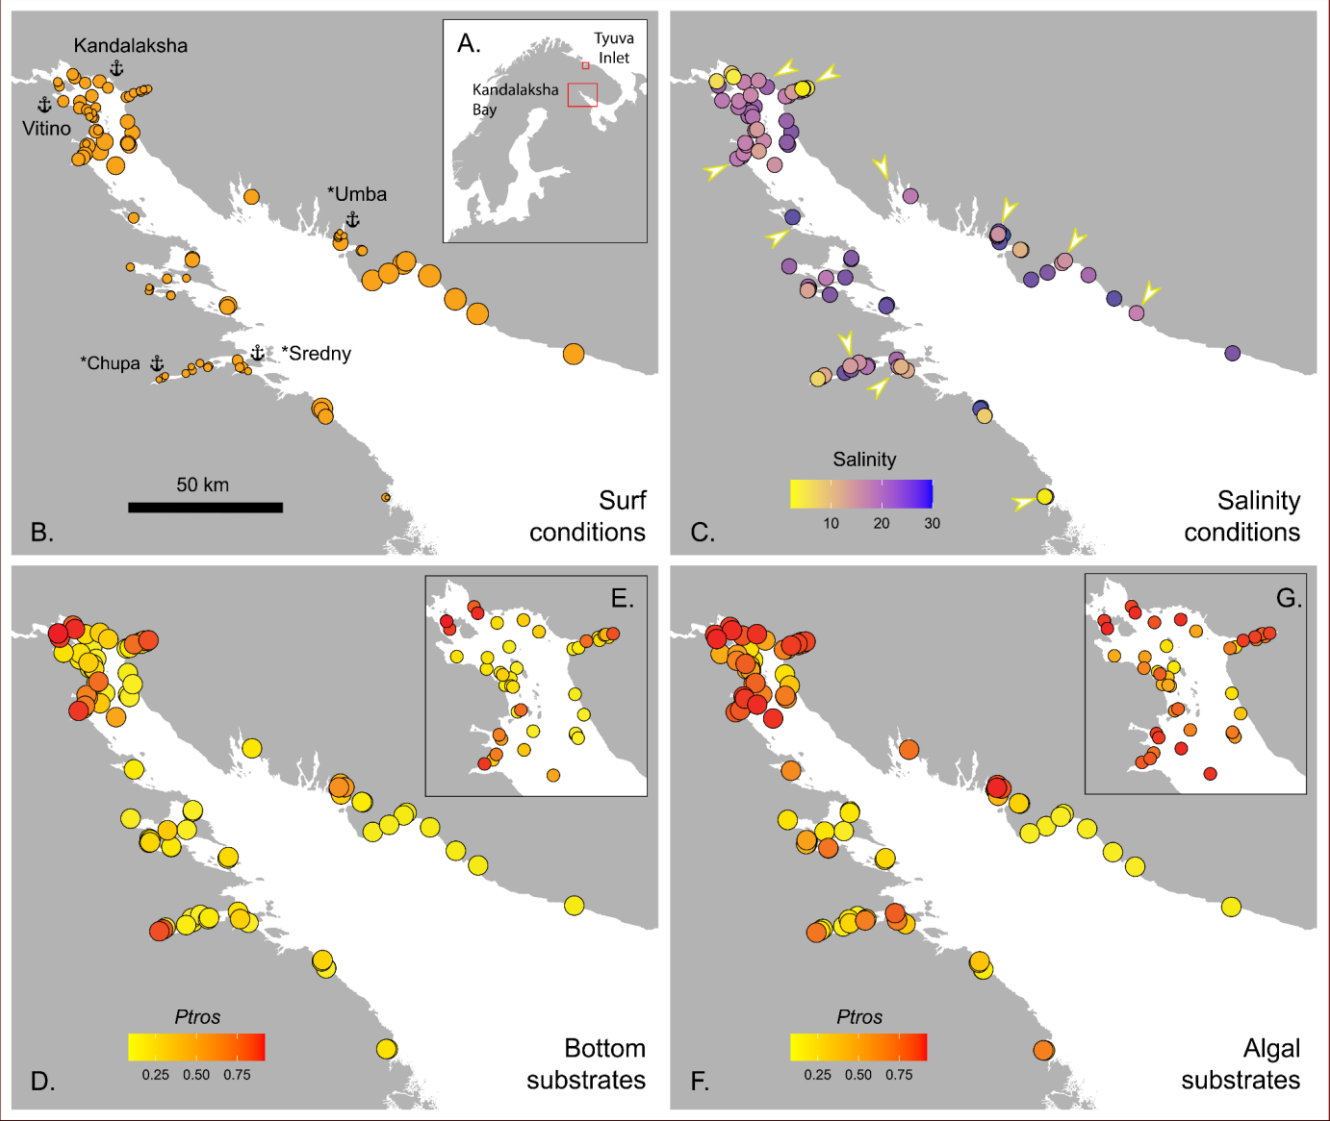 Kandalaksha
Vitino
*Umba
*Chupa
*Sredny
50 km
B.
Surf
conditions
A.
Tyuva
Inlet
Kandalaksha
Bay
Salinity
10 20 30
C.
Salinity
conditions
E.
Ptros
0.25 0.50 0.75
D.
Bottom
substrates
G.
Ptros
0.25 0.50 0.75
F.
Algal
substrates